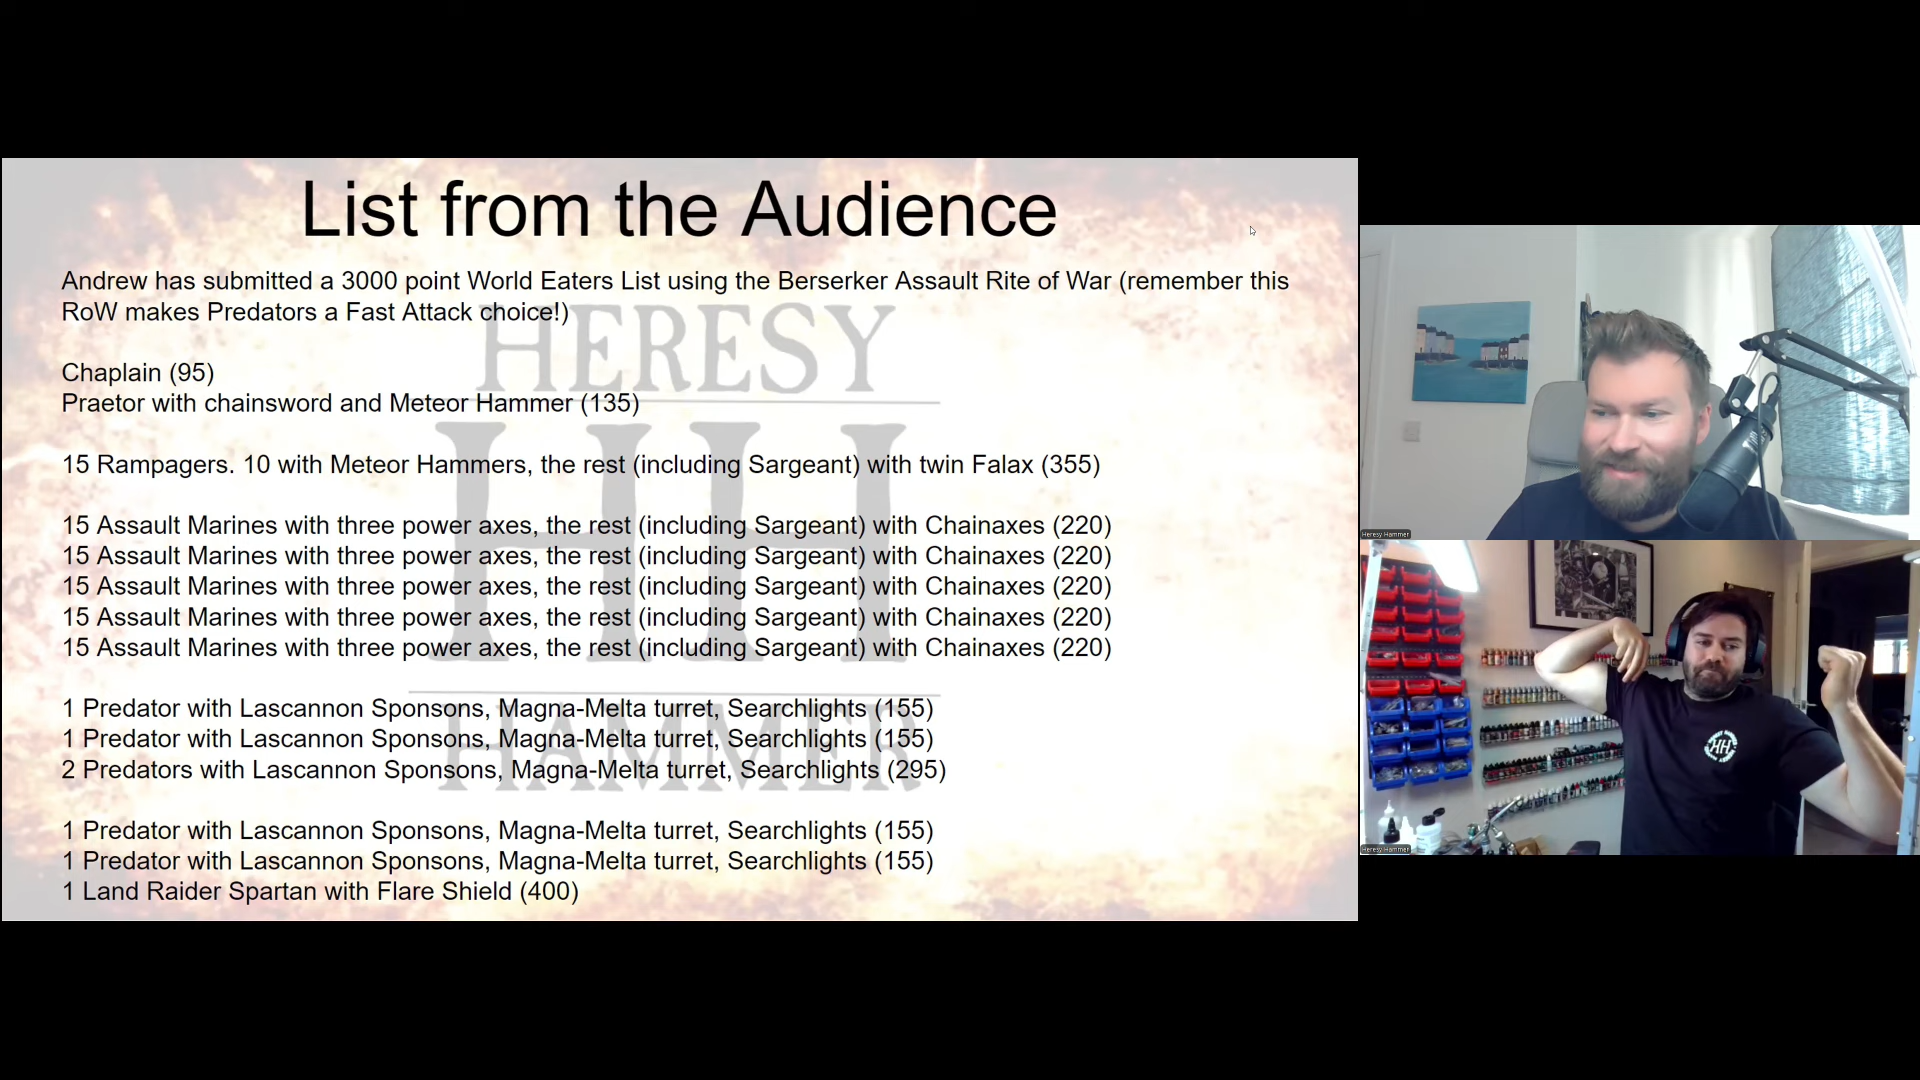 List from the Audience
Andrew has submitted a 3000 point World Eaters List using the Berserker Assault Rite of War (remember this
RoW makes Predators a Fast Attack choice!)
Chaplain (95)
Praetor with chainsword and Meteor Hammer (135)
15 Rampagers. 10 with Meteor Hammers, the rest (including Sargeant) with twin Falax (355)
15 Assault Marines with three power axes, the rest (including Sargeant) with Chainaxes (220)
15 Assault Marines with three power axes, the rest (including Sargeant) with Chainaxes (220)
15 Assault Marines with three power axes, the rest (including Sargeant) with Chainaxes (220)
15 Assault Marines with three power axes, the rest (including Sargeant) with Chainaxes (220)
15 Assault Marines with three power axes, the rest (including Sargeant) with Chainaxes (220)
1 Predator with Lascannon Sponsons, Magna-Melta turret, Searchlights (155)
1 Predator with Lascannon Sponsons, Magna-Melta turret, Searchlights (155)
2 Predators with Lascannon Sponsons, Magna-Melta turret, Searchlights (295)
1 Predator with Lascannon Sponsons, Magna-Melta turret, Searchlights (155)
1 Predator with Lascannon Sponsons, Magna-Melta turret, Searchlights (155)
1 Land Raider Spartan with Flare Shield (400)
HERESY
HH
HAMMER
Heresy Hammer
HH
Heresy Hammer